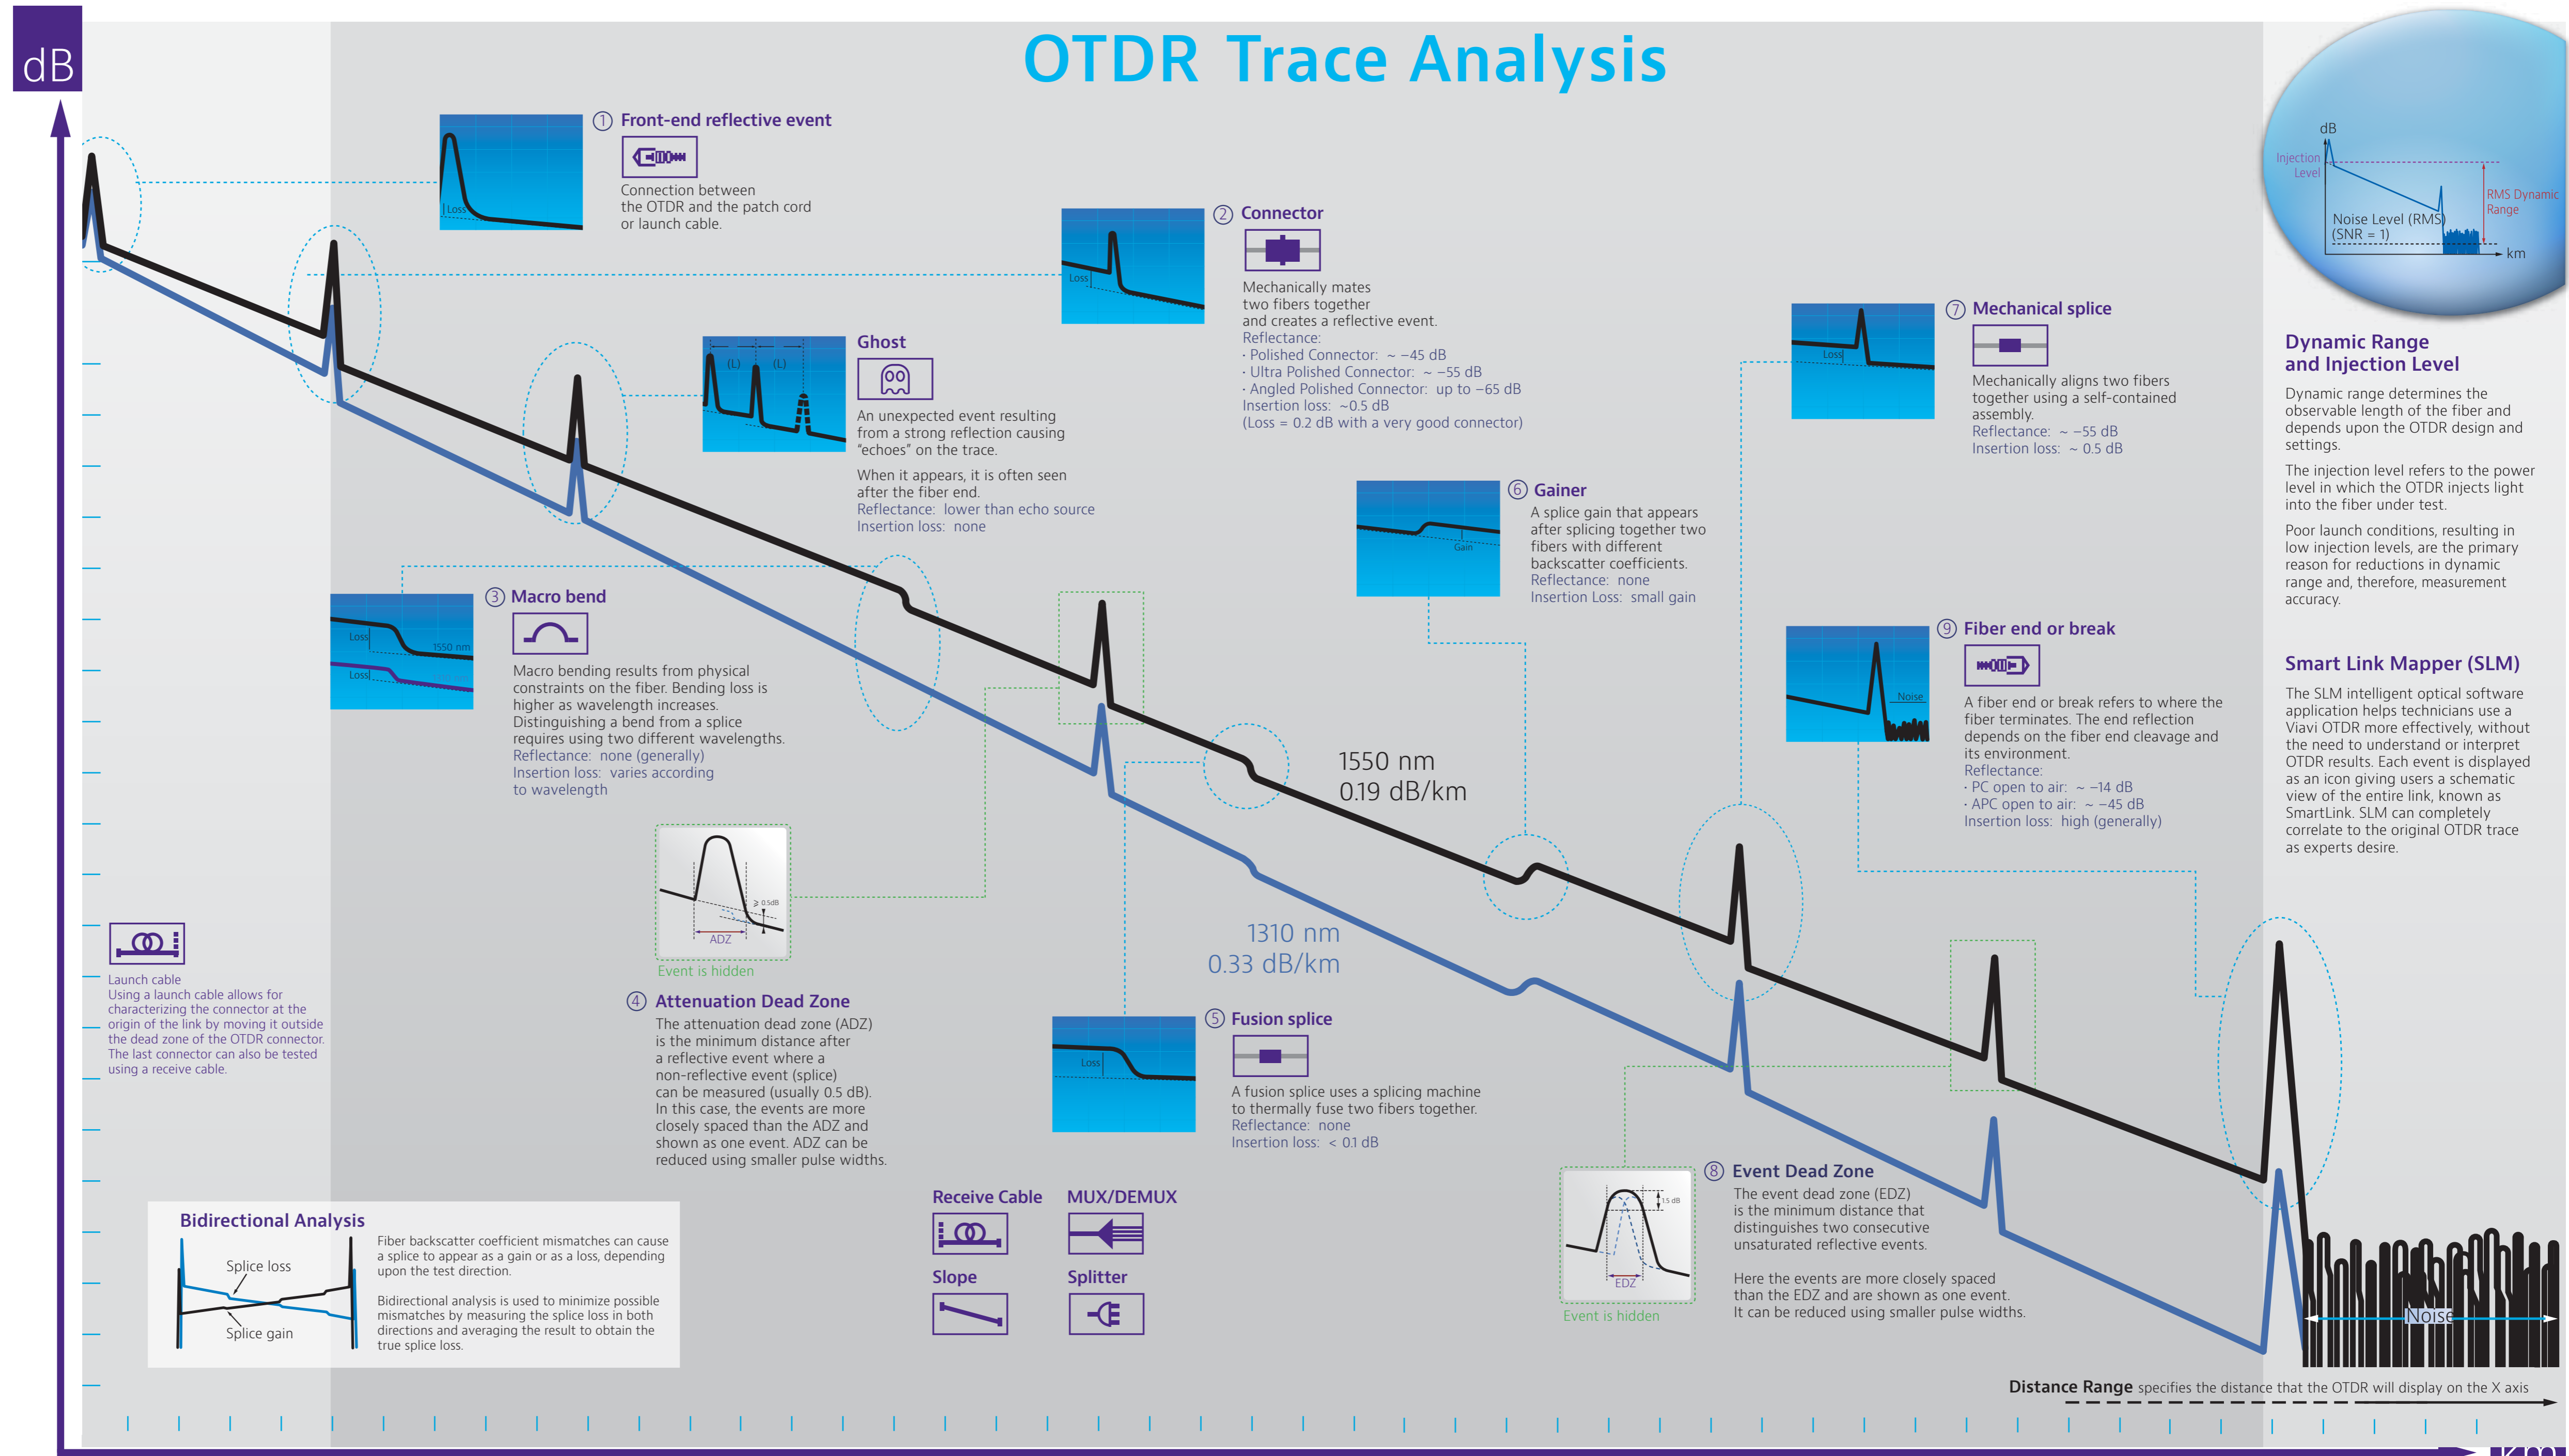 dB
OTDR Trace Analysis
① Front-end reflective event
Loss
Connection between
the OTDR and the patch cord
or launch cable.
② Connector
Loss
Mechanically mates
two fibers together
and creates a reflective event.
Reflectance:
· Polished Connector: ~ −45 dB
· Ultra Polished Connector: ~ −55 dB
· Angled Polished Connector: up to −65 dB
Insertion loss: ~0.5 dB
(Loss = 0.2 dB with a very good connector)
Ghost
(L)
(L)
An unexpected event resulting
from a strong reflection causing
“echoes” on the trace.
When it appears, it is often seen
after the fiber end.
Reflectance: lower than echo source
Insertion loss: none
③ Macro bend
Loss
1550 nm
Loss
Macro bending results from physical
constraints on the fiber. Bending loss is
higher as wavelength increases.
Distinguishing a bend from a splice
requires using two different wavelengths.
Reflectance: none (generally)
Insertion loss: varies according
to wavelength
⩾ 0.5dB
ADZ
Event is hidden
④ Attenuation Dead Zone
The attenuation dead zone (ADZ)
is the minimum distance after
a reflective event where a
non-reflective event (splice)
can be measured (usually 0.5 dB).
In this case, the events are more
closely spaced than the ADZ and
shown as one event. ADZ can be
reduced using smaller pulse widths.
⑤ Fusion splice
Loss
A fusion splice uses a splicing machine
to thermally fuse two fibers together.
Reflectance: none
Insertion loss: < 0.1 dB
⑥ Gainer
Gain
A splice gain that appears
after splicing together two
fibers with different
backscatter coefficients.
Reflectance: none
Insertion Loss: small gain
1550 nm
0.19 dB/km
1310 nm
0.33 dB/km
⑦ Mechanical splice
Loss
Mechanically aligns two fibers
together using a self-contained
assembly.
Reflectance: ~ −55 dB
Insertion loss: ~ 0.5 dB
1.5 dB
EDZ
Event is hidden
⑧ Event Dead Zone
The event dead zone (EDZ)
is the minimum distance that
distinguishes two consecutive
unsaturated reflective events.
Here the events are more closely spaced
than the EDZ and are shown as one event.
It can be reduced using smaller pulse widths.
⑨ Fiber end or break
Noise
A fiber end or break refers to where the
fiber terminates. The end reflection
depends on the fiber end cleavage and
its environment.
Reflectance:
· PC open to air: ~ −14 dB
· APC open to air: ~ −45 dB
Insertion loss: high (generally)
dB
Injection
Level
RMS Dynamic
Range
Noise Level (RMS)
(SNR = 1)
km
Dynamic Range
and Injection Level
Dynamic range determines the
observable length of the fiber and
depends upon the OTDR design and
settings.
The injection level refers to the power
level in which the OTDR injects light
into the fiber under test.
Poor launch conditions, resulting in
low injection levels, are the primary
reason for reductions in dynamic
range and, therefore, measurement
accuracy.
Smart Link Mapper (SLM)
The SLM intelligent optical software
application helps technicians use a
Viavi OTDR more effectively, without
the need to understand or interpret
OTDR results. Each event is displayed
as an icon giving users a schematic
view of the entire link, known as
SmartLink. SLM can completely
correlate to the original OTDR trace
as experts desire.
Launch cable
Using a launch cable allows for
characterizing the connector at the
origin of the link by moving it outside
the dead zone of the OTDR connector.
The last connector can also be tested
using a receive cable.
Bidirectional Analysis
Splice loss
Splice gain
Fiber backscatter coefficient mismatches can cause
a splice to appear as a gain or as a loss, depending
upon the test direction.
Bidirectional analysis is used to minimize possible
mismatches by measuring the splice loss in both
directions and averaging the result to obtain the
true splice loss.
Receive Cable
MUX/DEMUX
Slope
Splitter
Noise
Distance Range specifies the distance that the OTDR will display on the X axis
km